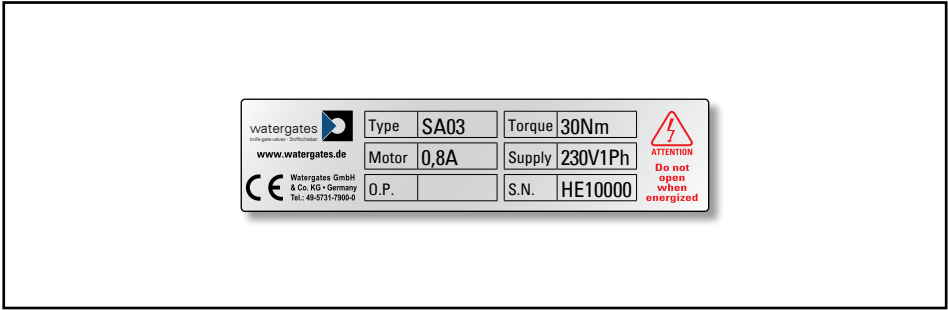 watergates
knife-gate-valves - Stoffschieber
www.watergates.de
CE Watergates GmbH
& Co. KG • Germany
Tel.: 49-5731-7900-0
Type SA03
Motor 0,8A
O.P.
Torque 30Nm
Supply 230V1Ph
S.N. HE10000
ATTENTION
Do not
open
when
energized